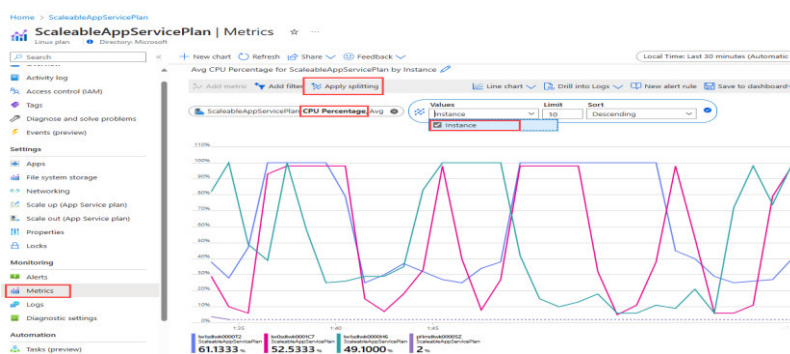 Home > ScaleableAppServicePlan
ScaleableAppServicePlan | Metrics
Linux plan Directory: Microsoft
Search
New chart Refresh Share Feedback
Local Time: Last 30 minutes (Automatic
Activity log
Access control (IAM)
Tags
Diagnose and solve problems
Events (preview)
Settings
Apps
File system storage
Networking
Scale up (App Service plan)
Scale out (App Service plan)
Properties
Locks
Monitoring
Alerts
Metrics
Logs
Diagnostic settings
Automation
Tasks (preview)
Avg CPU Percentage for ScaleableAppServicePlan by Instance
Add metric Add filter Apply splitting
Line chart Drill into Logs New alert rule Save to dashboard
ScaleableAppServicePlan, CPU Percentage, Avg
Values Limit Sort
Instance 10 Descending
Instance
110%
100%
90%
80%
70%
60%
50%
40%
30%
20%
10%
0%
1:35 1:40 1:45
ScaleableAppServicePlan ScaleableAppServicePlan ScaleableAppServicePlan ScaleableAppServicePlan
61.1333 % 52.5333 % 49.1000 % 2 %